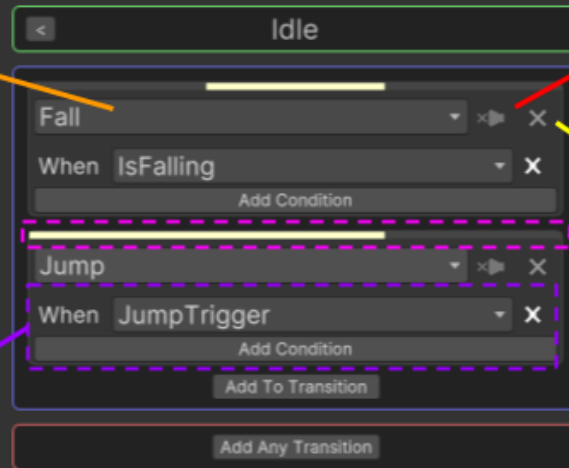 < Idle
Fall
When IsFalling X
Add Condition
Jump
When JumpTrigger X
Add Condition
Add To Transition
Add Any Transition